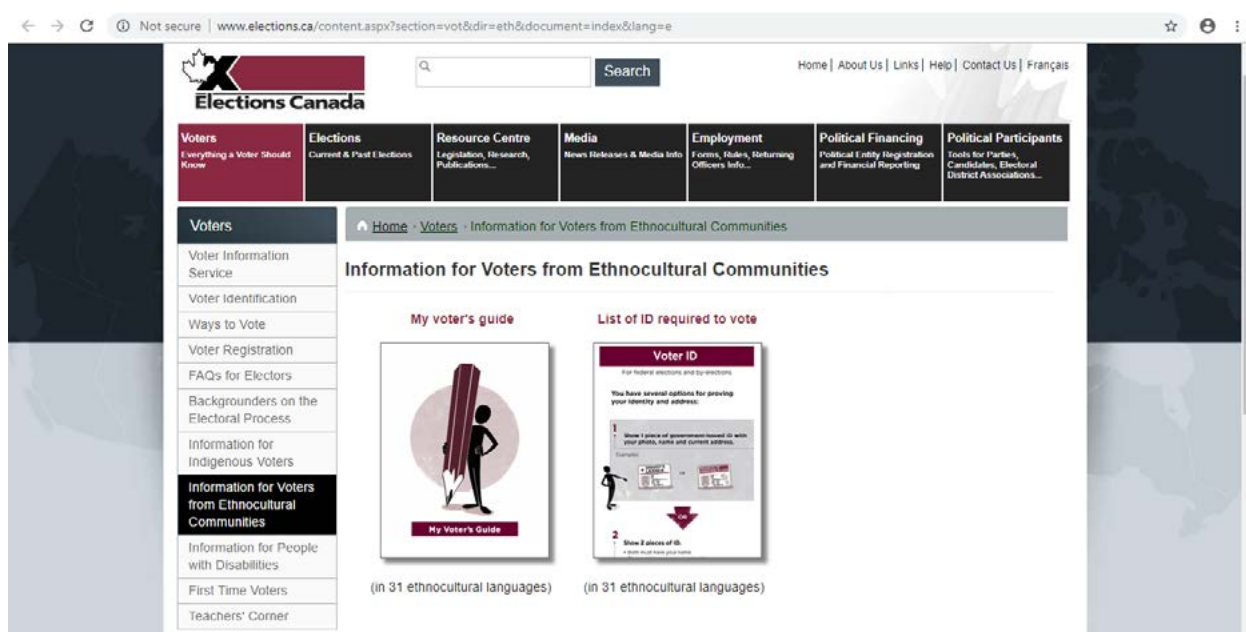 Not secure | www.elections.ca/content.aspx?section=vot&dir=eth&document=index&lang=e
Elections Canada
Search
Home | About Us | Links | Help | Contact Us | Français
Voters
Everything a Voter Should
Know
Elections
Current & Past Elections
Resource Centre
Legislation, Research,
Publications...
Media
News Releases & Media Info
Employment
Forms, Rules, Returning
Officers Info...
Political Financing
Political Entity Registration
and Financial Reporting
Political Participants
Tools for Parties,
Candidates, Electoral
District Associations...
Voters
Voter Information
Service
Voter Identification
Ways to Vote
Voter Registration
FAQs for Electors
Backgrounders on the
Electoral Process
Information for
Indigenous Voters
Information for Voters
from Ethnocultural
Communities
Information for People
with Disabilities
First Time Voters
Teachers' Corner
Home › Voters › Information for Voters from Ethnocultural Communities
Information for Voters from Ethnocultural Communities
My voter's guide
My Voter's Guide
(in 31 ethnocultural languages)
List of ID required to vote
Voter ID
For federal elections and by-elections
You have several options for proving
your identity and address:
1
Show 1 piece of government-issued ID with
your photo, name and current address.
Examples
OR
2
Show 2 pieces of ID.
• Both must have your name
(in 31 ethnocultural languages)